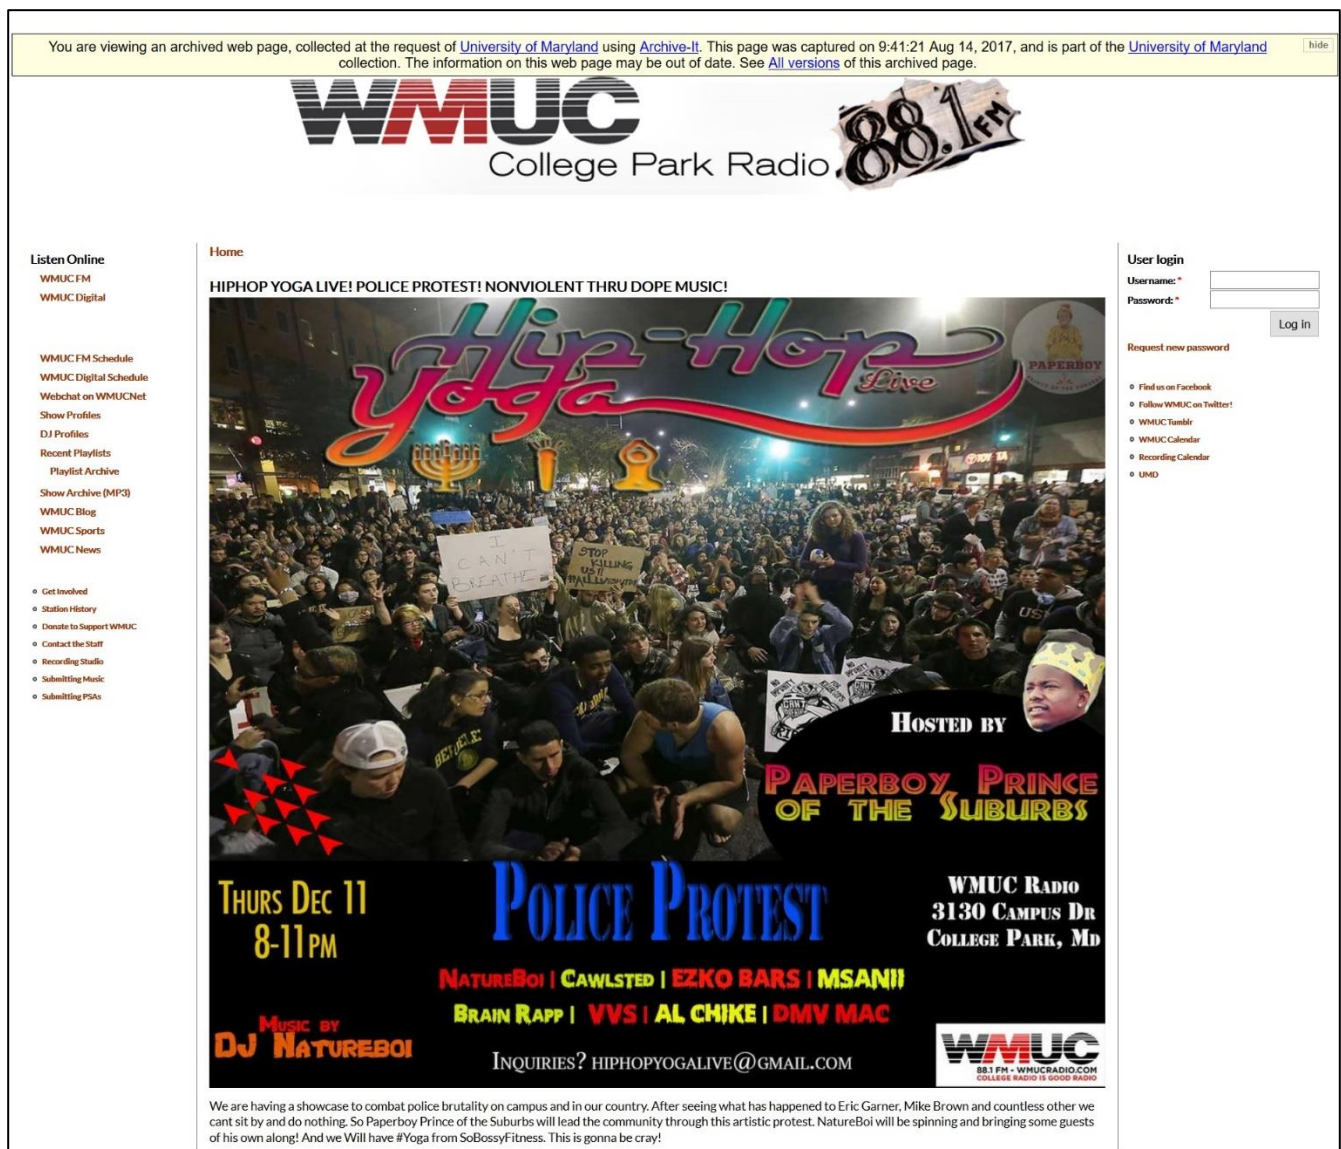 You are viewing an archived web page, collected at the request of University of Maryland using Archive-It. This page was captured on 9:41:21 Aug 14, 2017, and is part of the University of Maryland
collection. The information on this web page may be out of date. See All versions of this archived page.
hide
WMUC
College Park Radio
88.1 FM
Listen Online
WMUC FM
WMUC Digital
WMUC FM Schedule
WMUC Digital Schedule
Webchat on WMUCNet
Show Profiles
DJ Profiles
Recent Playlists
Playlist Archive
Show Archive (MP3)
WMUC Blog
WMUC Sports
WMUC News
Get Involved
Station History
Donate to Support WMUC
Contact the Staff
Recording Studio
Submitting Music
Submitting PSAs
Home
HIPHOP YOGA LIVE! POLICE PROTEST! NONVIOLENT THRU DOPE MUSIC!
Hip-Hop
Yoga
Live
PAPERBOY
TOYOTA
I
CAN'T
BREATHE
STOP
KILLING
US!!
US
BERKELEY
CAN'T
HOSTED BY
PAPERBOY PRINCE
OF THE SUBURBS
THURS DEC 11
8-11 PM
POLICE PROTEST
WMUC RADIO
3130 CAMPUS DR
COLLEGE PARK, MD
NATUREBOI | CAWLSTED | EZKO BARS | MSANII
BRAIN RAPP | VVS | AL CHIKE | DMV MAC
MUSIC BY
DJ NATUREBOI
INQUIRIES? HIPHOPYOGALIVE@GMAIL.COM
WMUC
88.1 FM - WMUCRADIO.COM
COLLEGE RADIO IS GOOD RADIO
We are having a showcase to combat police brutality on campus and in our country. After seeing what has happened to Eric Garner, Mike Brown and countless other we
cant sit by and do nothing. So Paperboy Prince of the Suburbs will lead the community through this artistic protest. NatureBoi will be spinning and bringing some guests
of his own along! And we Will have #Yoga from SoBossyFitness. This is gonna be cray!
User login
Username: *
Password: *
Log in
Request new password
Find us on Facebook
Follow WMUC on Twitter!
WMUC Tumblr
WMUC Calendar
Recording Calendar
UMD